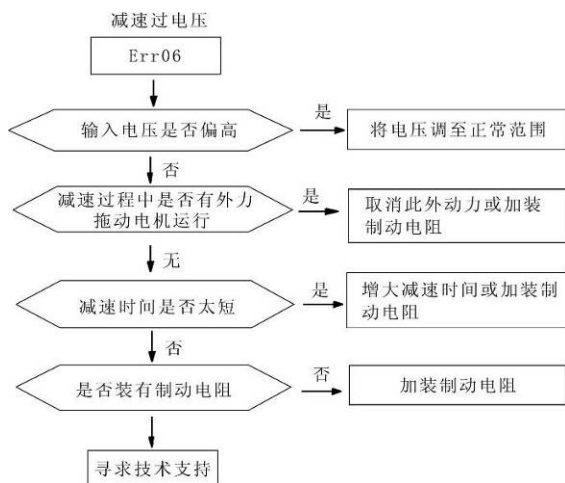 减速过电压
Err06
输入电压是否偏高
是
将电压调至正常范围
否
减速过程中是否有外力
拖动电机运行
是
取消此外动力或加装
制动电阻
无
减速时间是否太短
是
增大减速时间或加装制
动电阻
否
是否装有制动电阻
否
加装制动电阻
寻求技术支持